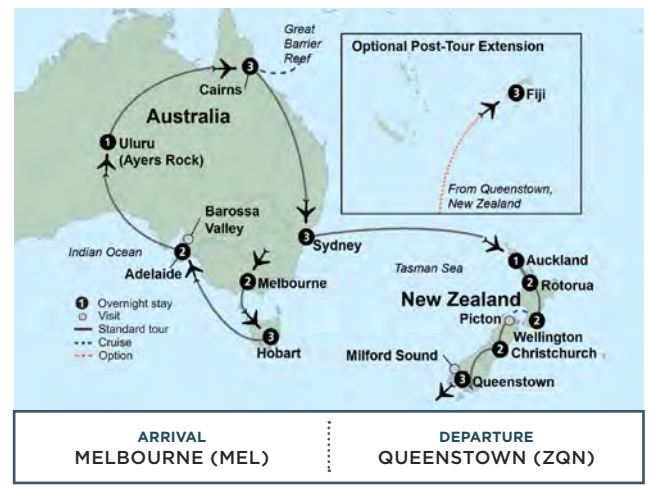 Great
Barrier
Reef
Optional Post-Tour Extension
3 Fiji
From Queenstown,
New Zealand
3
Cairns
Australia
1 Uluru
(Ayers Rock)
Barossa
Valley
Indian Ocean
2
Adelaide
3 Sydney
2 Melbourne
3
Hobart
Tasman Sea
1 Auckland
2 Rotorua
New Zealand
Picton
2
Wellington
2 Christchurch
Milford Sound
3 Queenstown
1 Overnight stay
Visit
Standard tour
Cruise
Option
ARRIVAL
MELBOURNE (MEL)
DEPARTURE
QUEENSTOWN (ZQN)